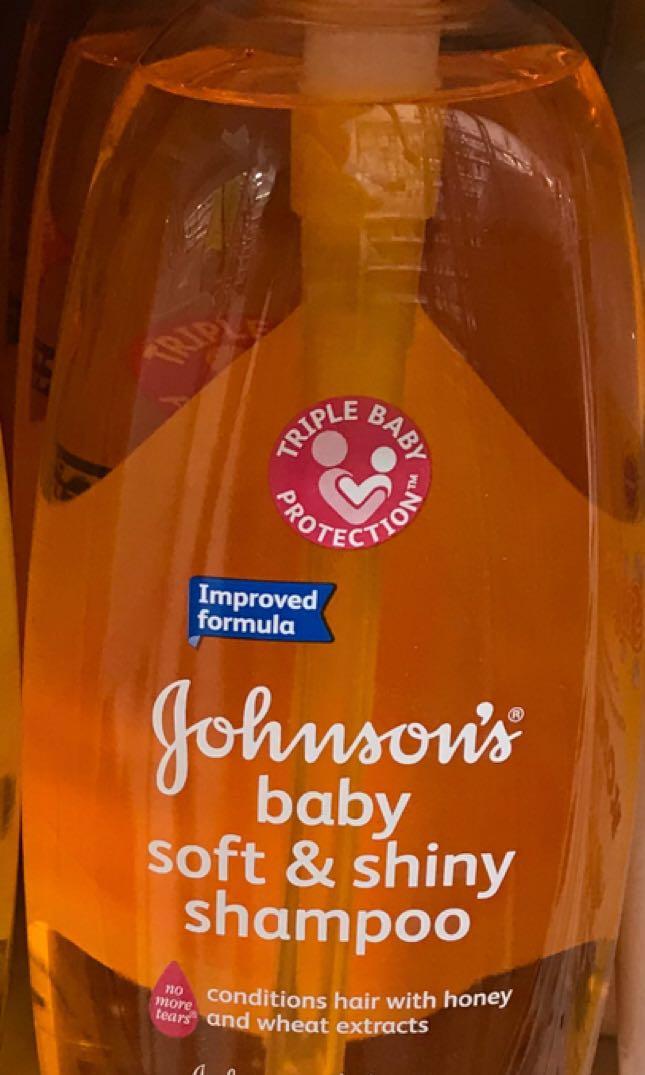 TRIPLE BABY
PROTECTION™
Improved
formula
Johnson's®
baby
soft & shiny
shampoo
no
more
tears®
conditions hair with honey
and wheat extracts
TRIPLE